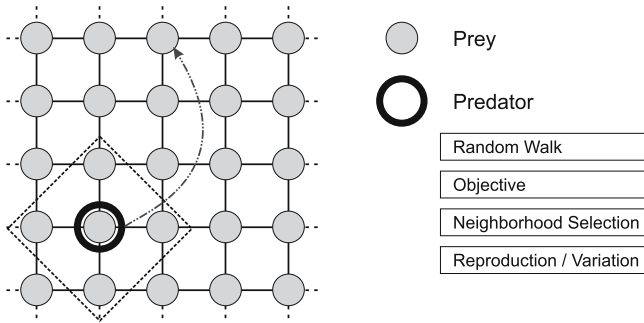 Prey
Predator
Random Walk
Objective
Neighborhood Selection
Reproduction / Variation